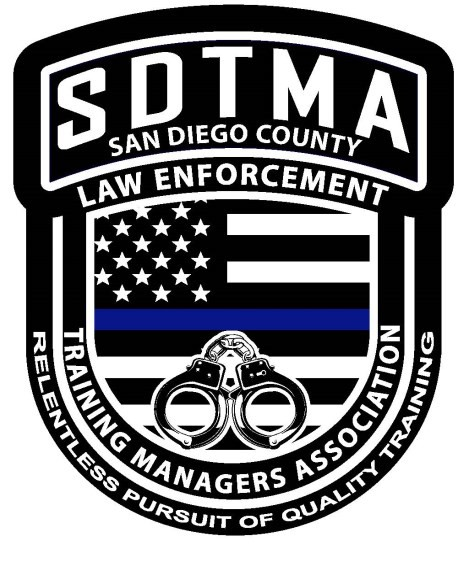 SDTMA
SAN DIEGO COUNTY
LAW ENFORCEMENT
TRAINING MANAGERS ASSOCIATION
RELENTLESS PURSUIT OF QUALITY TRAINING